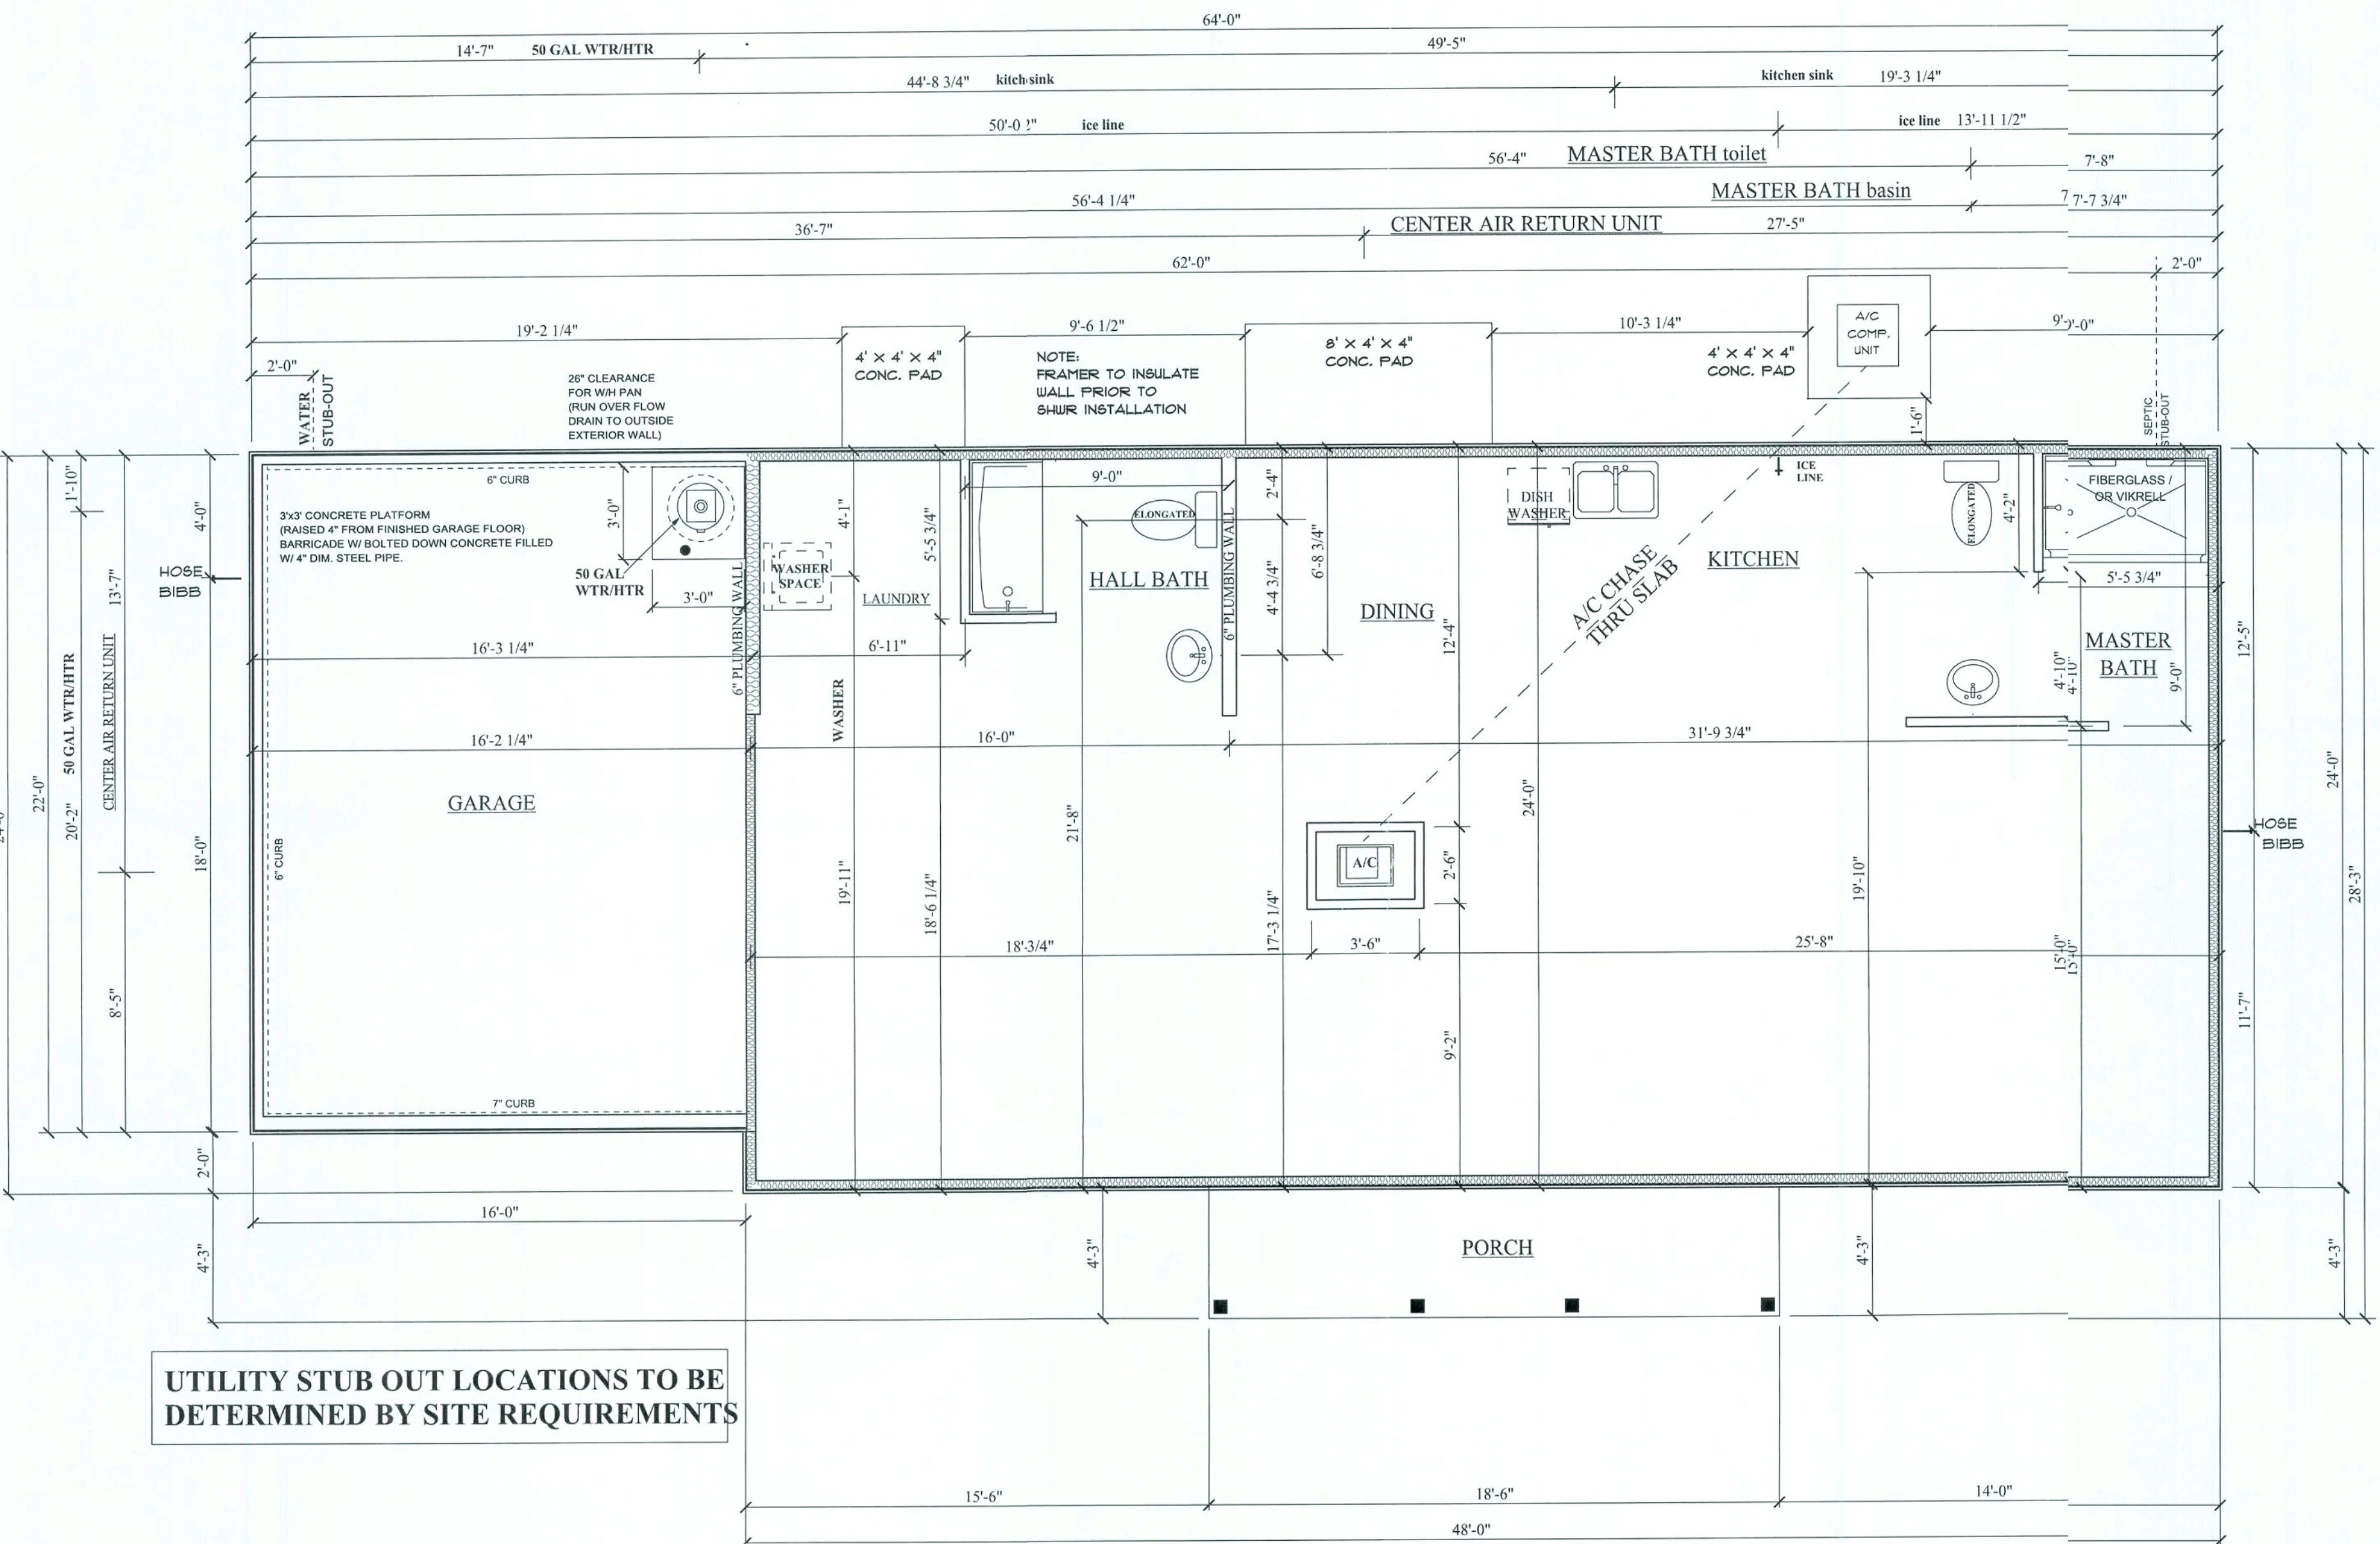 64'-0"
14'-7" 50 GAL WTR/HTR 49'-5"
44'-8 3/4" kitch sink kitchen sink 19'-3 1/4"
ice line ice line 13'-11 1/2"
56'-4" MASTER BATH toilet 7'-8"
56'-4 1/4" MASTER BATH basin 7 7'-7 3/4"
36'-7" CENTER AIR RETURN UNIT 27'-5"
62'-0" 2'-0"
19'-2 1/4" 9'-6 1/2" 10'-3 1/4" 9'-0"
2'-0"
WATER
STUB-OUT
26" CLEARANCE
FOR W/H PAN
(RUN OVER FLOW
DRAIN TO OUTSIDE
EXTERIOR WALL)
4' X 4' X 4"
CONC. PAD
NOTE:
FRAMER TO INSULATE
WALL PRIOR TO
SHWR INSTALLATION
8' X 4' X 4"
CONC. PAD
4' X 4' X 4"
CONC. PAD
A/C
COMP.
UNIT
1'-6"
SEPTIC
STUB-OUT
22'-0"
1'-10"
50 GAL WTR/HTR
20'-2"
13'-7"
CENTER AIR RETURN UNIT
8'-5"
4'-0"
18'-0"
2'-0"
4'-3"
HOSE
BIBB
6" CURB
3'x3' CONCRETE PLATFORM
(RAISED 4" FROM FINISHED GARAGE FLOOR)
BARRICADE W/ BOLTED DOWN CONCRETE FILLED
W/ 4" DIM. STEEL PIPE.
3'-0"
50 GAL
WTR/HTR
3'-0"
6" PLUMBING WALL
16'-3 1/4"
16'-2 1/4"
GARAGE
6" CURB
7" CURB
16'-0"
WASHER
SPACE
4'-1"
LAUNDRY
5'-5 3/4"
6'-11"
WASHER
16'-0"
19'-11"
18'-6 1/4"
9'-0"
ELONGATED
HALL BATH
6" PLUMBING WALL
21'-8"
2'-4"
4'-4 3/4"
6'-8 3/4"
17'-3 1/4"
DINING
12'-4"
DISH
WASHER
A/C CHASE
THRU SLAB
KITCHEN
ICE
LINE
ELONGATED
4'-2"
FIBERGLASS /
OR VIKRELL
5'-5 3/4"
MASTER
BATH
4'-10"
4'-10"
9'-0"
31'-9 3/4"
24'-0"
A/C
2'-6"
18'-3/4"
3'-6"
25'-8"
9'-2"
19'-10"
15'-0"
15'-0"
12'-5"
HOSE
BIBB
11'-7"
24'-0"
28'-3"
4'-3"
4'-3"
PORCH
4'-3"
UTILITY STUB OUT LOCATIONS TO BE
DETERMINED BY SITE REQUIREMENTS
15'-6" 18'-6" 14'-0"
48'-0"